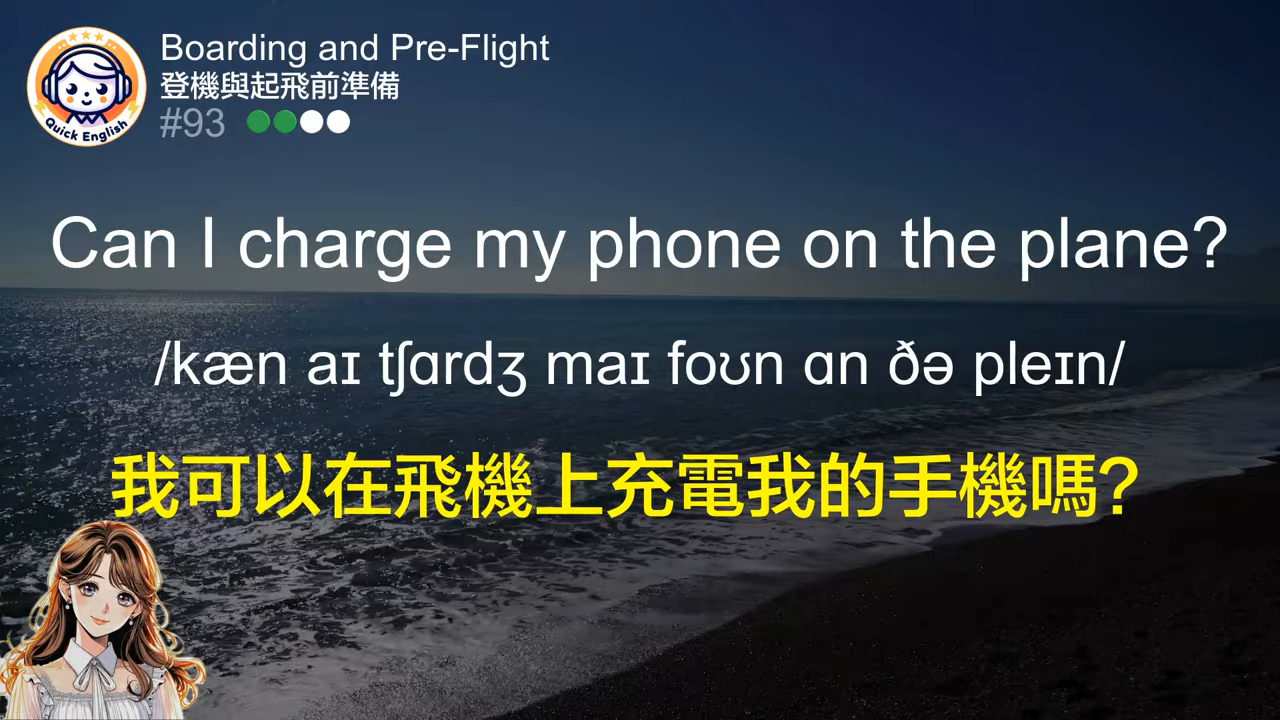 Boarding and Pre-Flight
登機與起飛前準備
#93
Quick English
Can I charge my phone on the plane?
/kæn aɪ tʃɑrdʒ maɪ foʊn ɑn ðə pleɪn/
我可以在飛機上充電我的手機嗎?